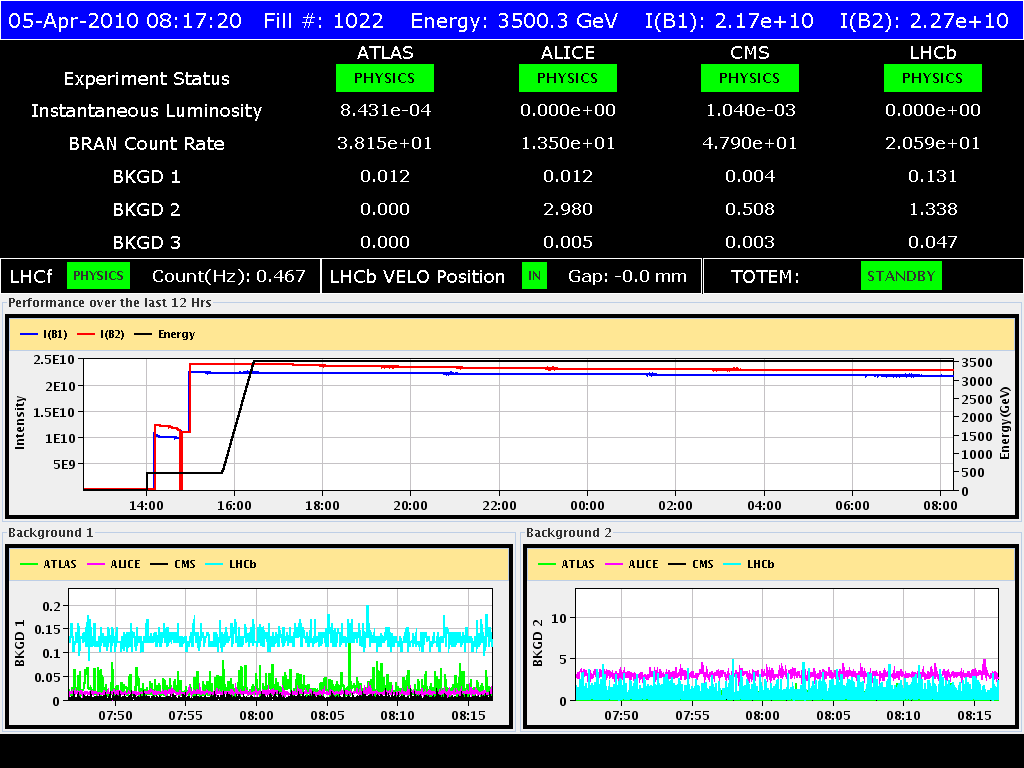 05-Apr-2010 08:17:20 Fill #: 1022 Energy: 3500.3 GeV I(B1): 2.17e+10 I(B2): 2.27e+10
ATLAS ALICE CMS LHCb
Experiment Status PHYSICS PHYSICS PHYSICS PHYSICS
Instantaneous Luminosity 8.431e-04 0.000e+00 1.040e-03 0.000e+00
BRAN Count Rate 3.815e+01 1.350e+01 4.790e+01 2.059e+01
BKGD 1 0.012 0.012 0.004 0.131
BKGD 2 0.000 2.980 0.508 1.338
BKGD 3 0.000 0.005 0.003 0.047
LHCf PHYSICS Count(Hz): 0.467 LHCb VELO Position IN Gap: -0.0 mm TOTEM: STANDBY
Performance over the last 12 Hrs
I(B1) I(B2) Energy
2.5E10
2E10
1.5E10
1E10
5E9
Intensity
3500
3000
2500
2000
1500
1000
500
0
Energy(GeV)
14:00 16:00 18:00 20:00 22:00 00:00 02:00 04:00 06:00 08:00
Background 1
ATLAS ALICE CMS LHCb
0.2
0.15
0.1
0.05
0
BKGD 1
07:50 07:55 08:00 08:05 08:10 08:15
Background 2
ATLAS ALICE CMS LHCb
10
5
0
BKGD 2
07:50 07:55 08:00 08:05 08:10 08:15